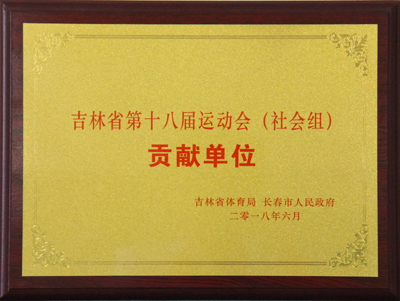 吉林省第十八届运动会（社会组）
贡献单位
吉林省体育局 长春市人民政府
二零一八年六月